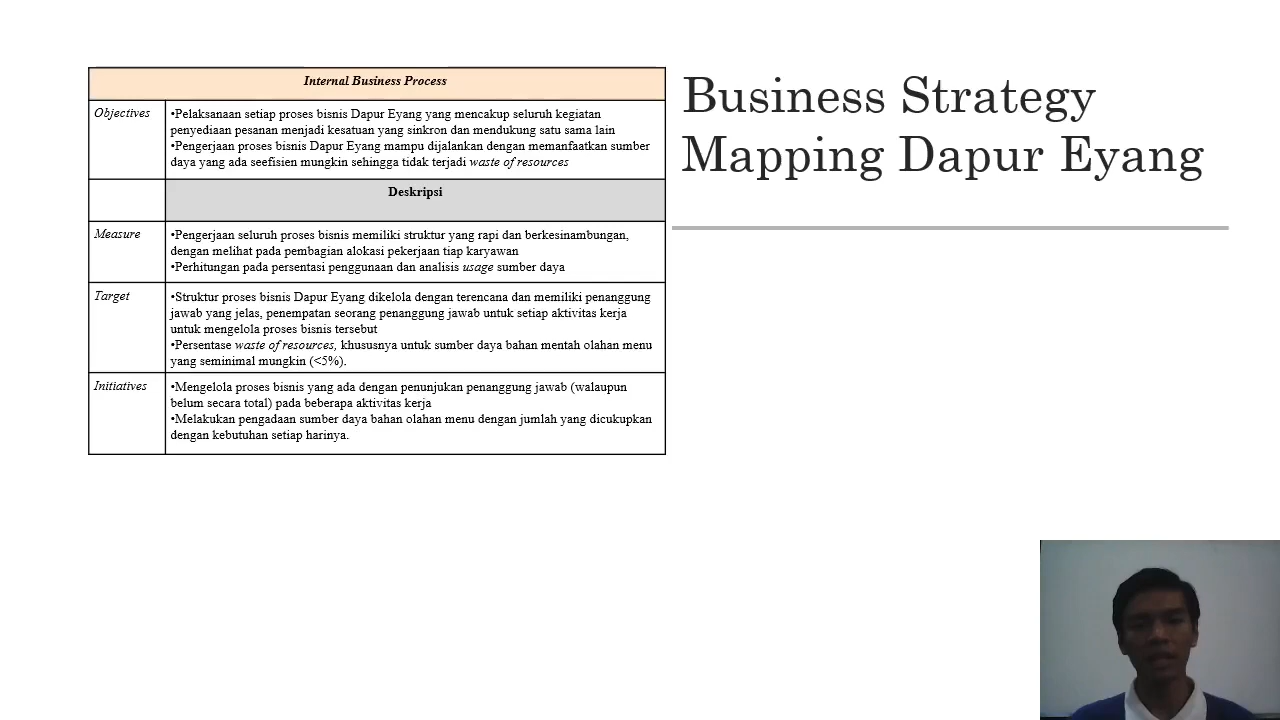 Internal Business Process
Objectives
•Pelaksanaan setiap proses bisnis Dapur Eyang yang mencakup seluruh kegiatan
penyediaan pesanan menjadi kesatuan yang sinkron dan mendukung satu sama lain
•Pengerjaan proses bisnis Dapur Eyang mampu dijalankan dengan memanfaatkan sumber
daya yang ada seefisien mungkin sehingga tidak terjadi waste of resources
Deskripsi
Measure
•Pengerjaan seluruh proses bisnis memiliki struktur yang rapi dan berkesinambungan,
dengan melihat pada pembagian alokasi pekerjaan tiap karyawan
•Perhitungan pada persentasi penggunaan dan analisis usage sumber daya
Target
•Struktur proses bisnis Dapur Eyang dikelola dengan terencana dan memiliki penanggung
jawab yang jelas, penempatan seorang penanggung jawab untuk setiap aktivitas kerja
untuk mengelola proses bisnis tersebut
•Persentase waste of resources, khususnya untuk sumber daya bahan mentah olahan menu
yang seminimal mungkin (<5%).
Initiatives
•Mengelola proses bisnis yang ada dengan penunjukan penanggung jawab (walaupun
belum secara total) pada beberapa aktivitas kerja
•Melakukan pengadaan sumber daya bahan olahan menu dengan jumlah yang dicukupkan
dengan kebutuhan setiap harinya.
Business Strategy
Mapping Dapur Eyang